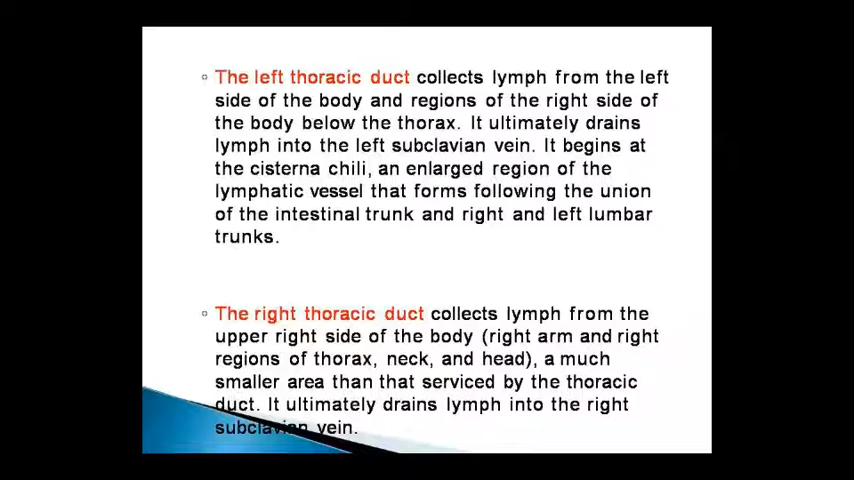 The left thoracic duct collects lymph from the left
side of the body and regions of the right side of
the body below the thorax. It ultimately drains
lymph into the left subclavian vein. It begins at
the cisterna chili, an enlarged region of the
lymphatic vessel that forms following the union
of the intestinal trunk and right and left lumbar
trunks.
The right thoracic duct collects lymph from the
upper right side of the body (right arm and right
regions of thorax, neck, and head), a much
smaller area than that serviced by the thoracic
duct. It ultimately drains lymph into the right
subclavian vein.